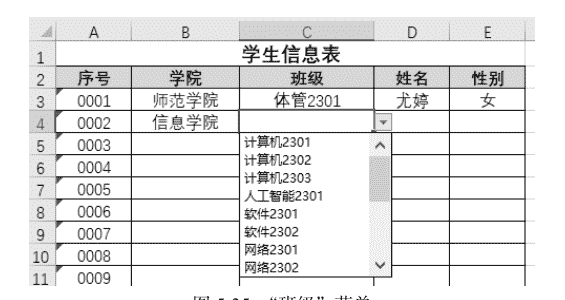 A B C D E
1 学生信息表
2 序号 学院 班级 姓名 性别
3 0001 师范学院 体管2301 尤婷 女
4 0002 信息学院
5 0003 计算机2301
6 0004 计算机2302
计算机2303
7 0005 人工智能2301
8 0006 软件2301
9 0007 软件2302
10 0008 网络2301
11 0009 网络2302